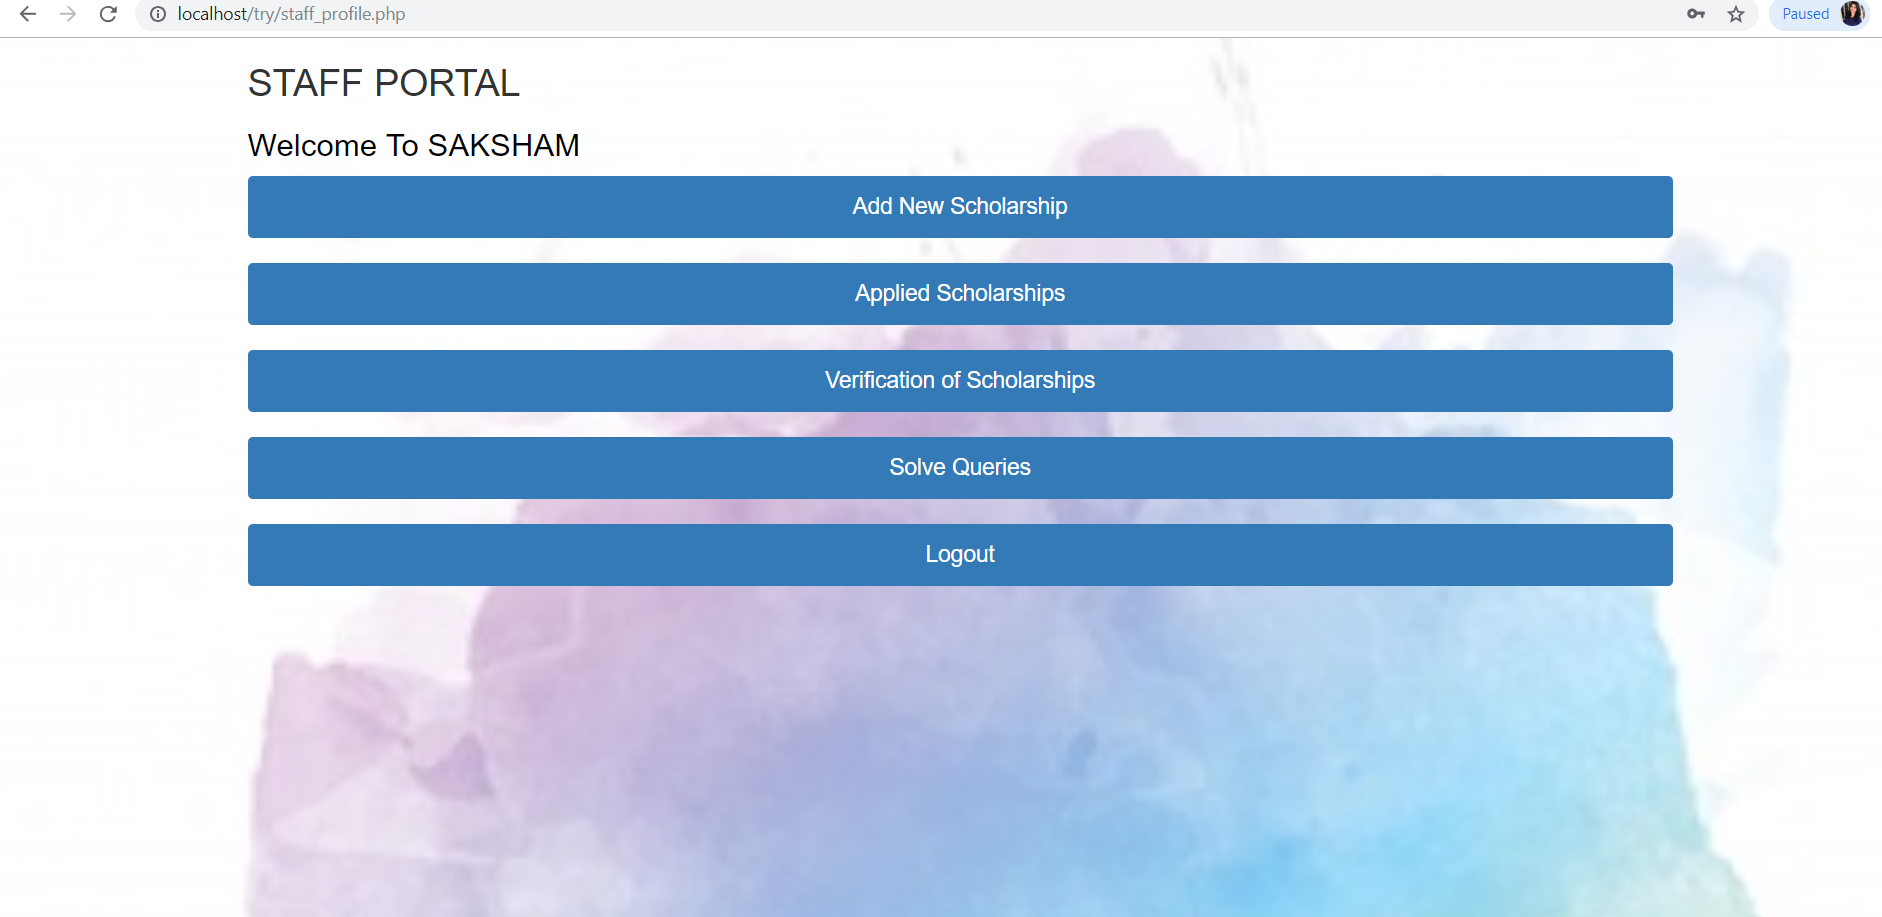 localhost/try/staff_profile.php
Paused
STAFF PORTAL
Welcome To SAKSHAM
Add New Scholarship
Applied Scholarships
Verification of Scholarships
Solve Queries
Logout